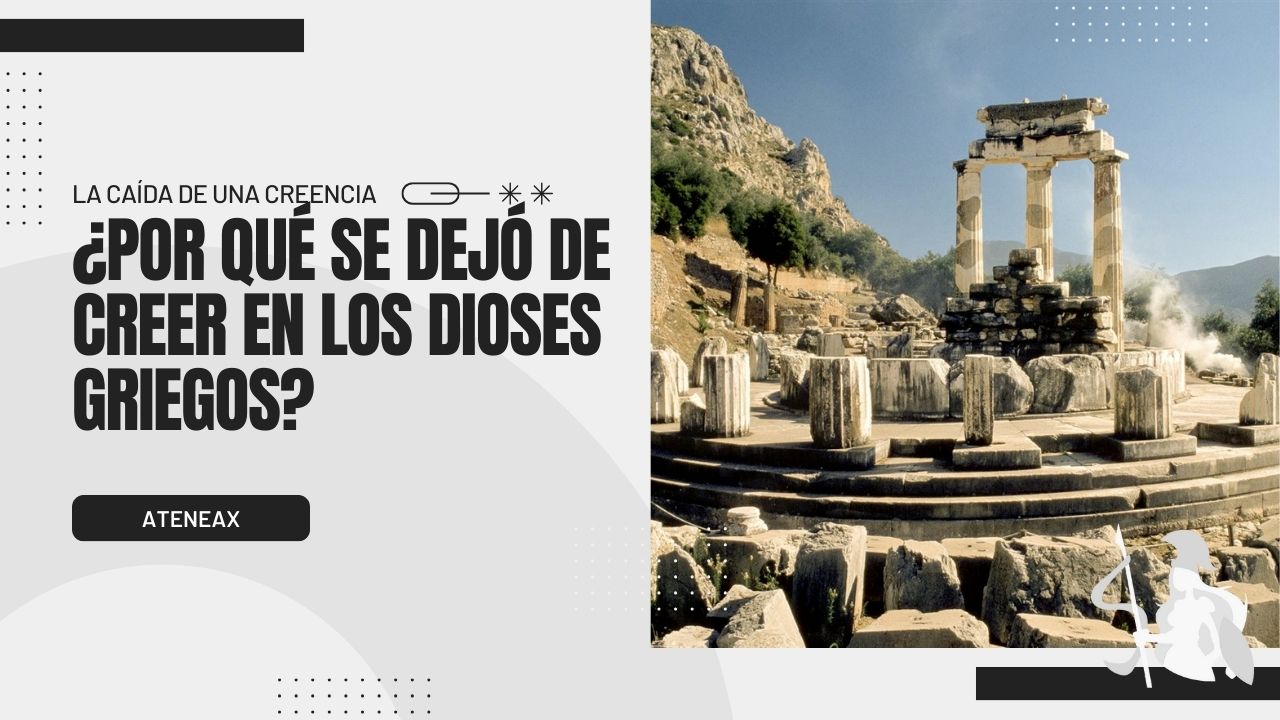 LA CAÍDA DE UNA CREENCIA
¿POR QUÉ SE DEJÓ DE
CREER EN LOS DIOSES
GRIEGOS?
ATENEAX